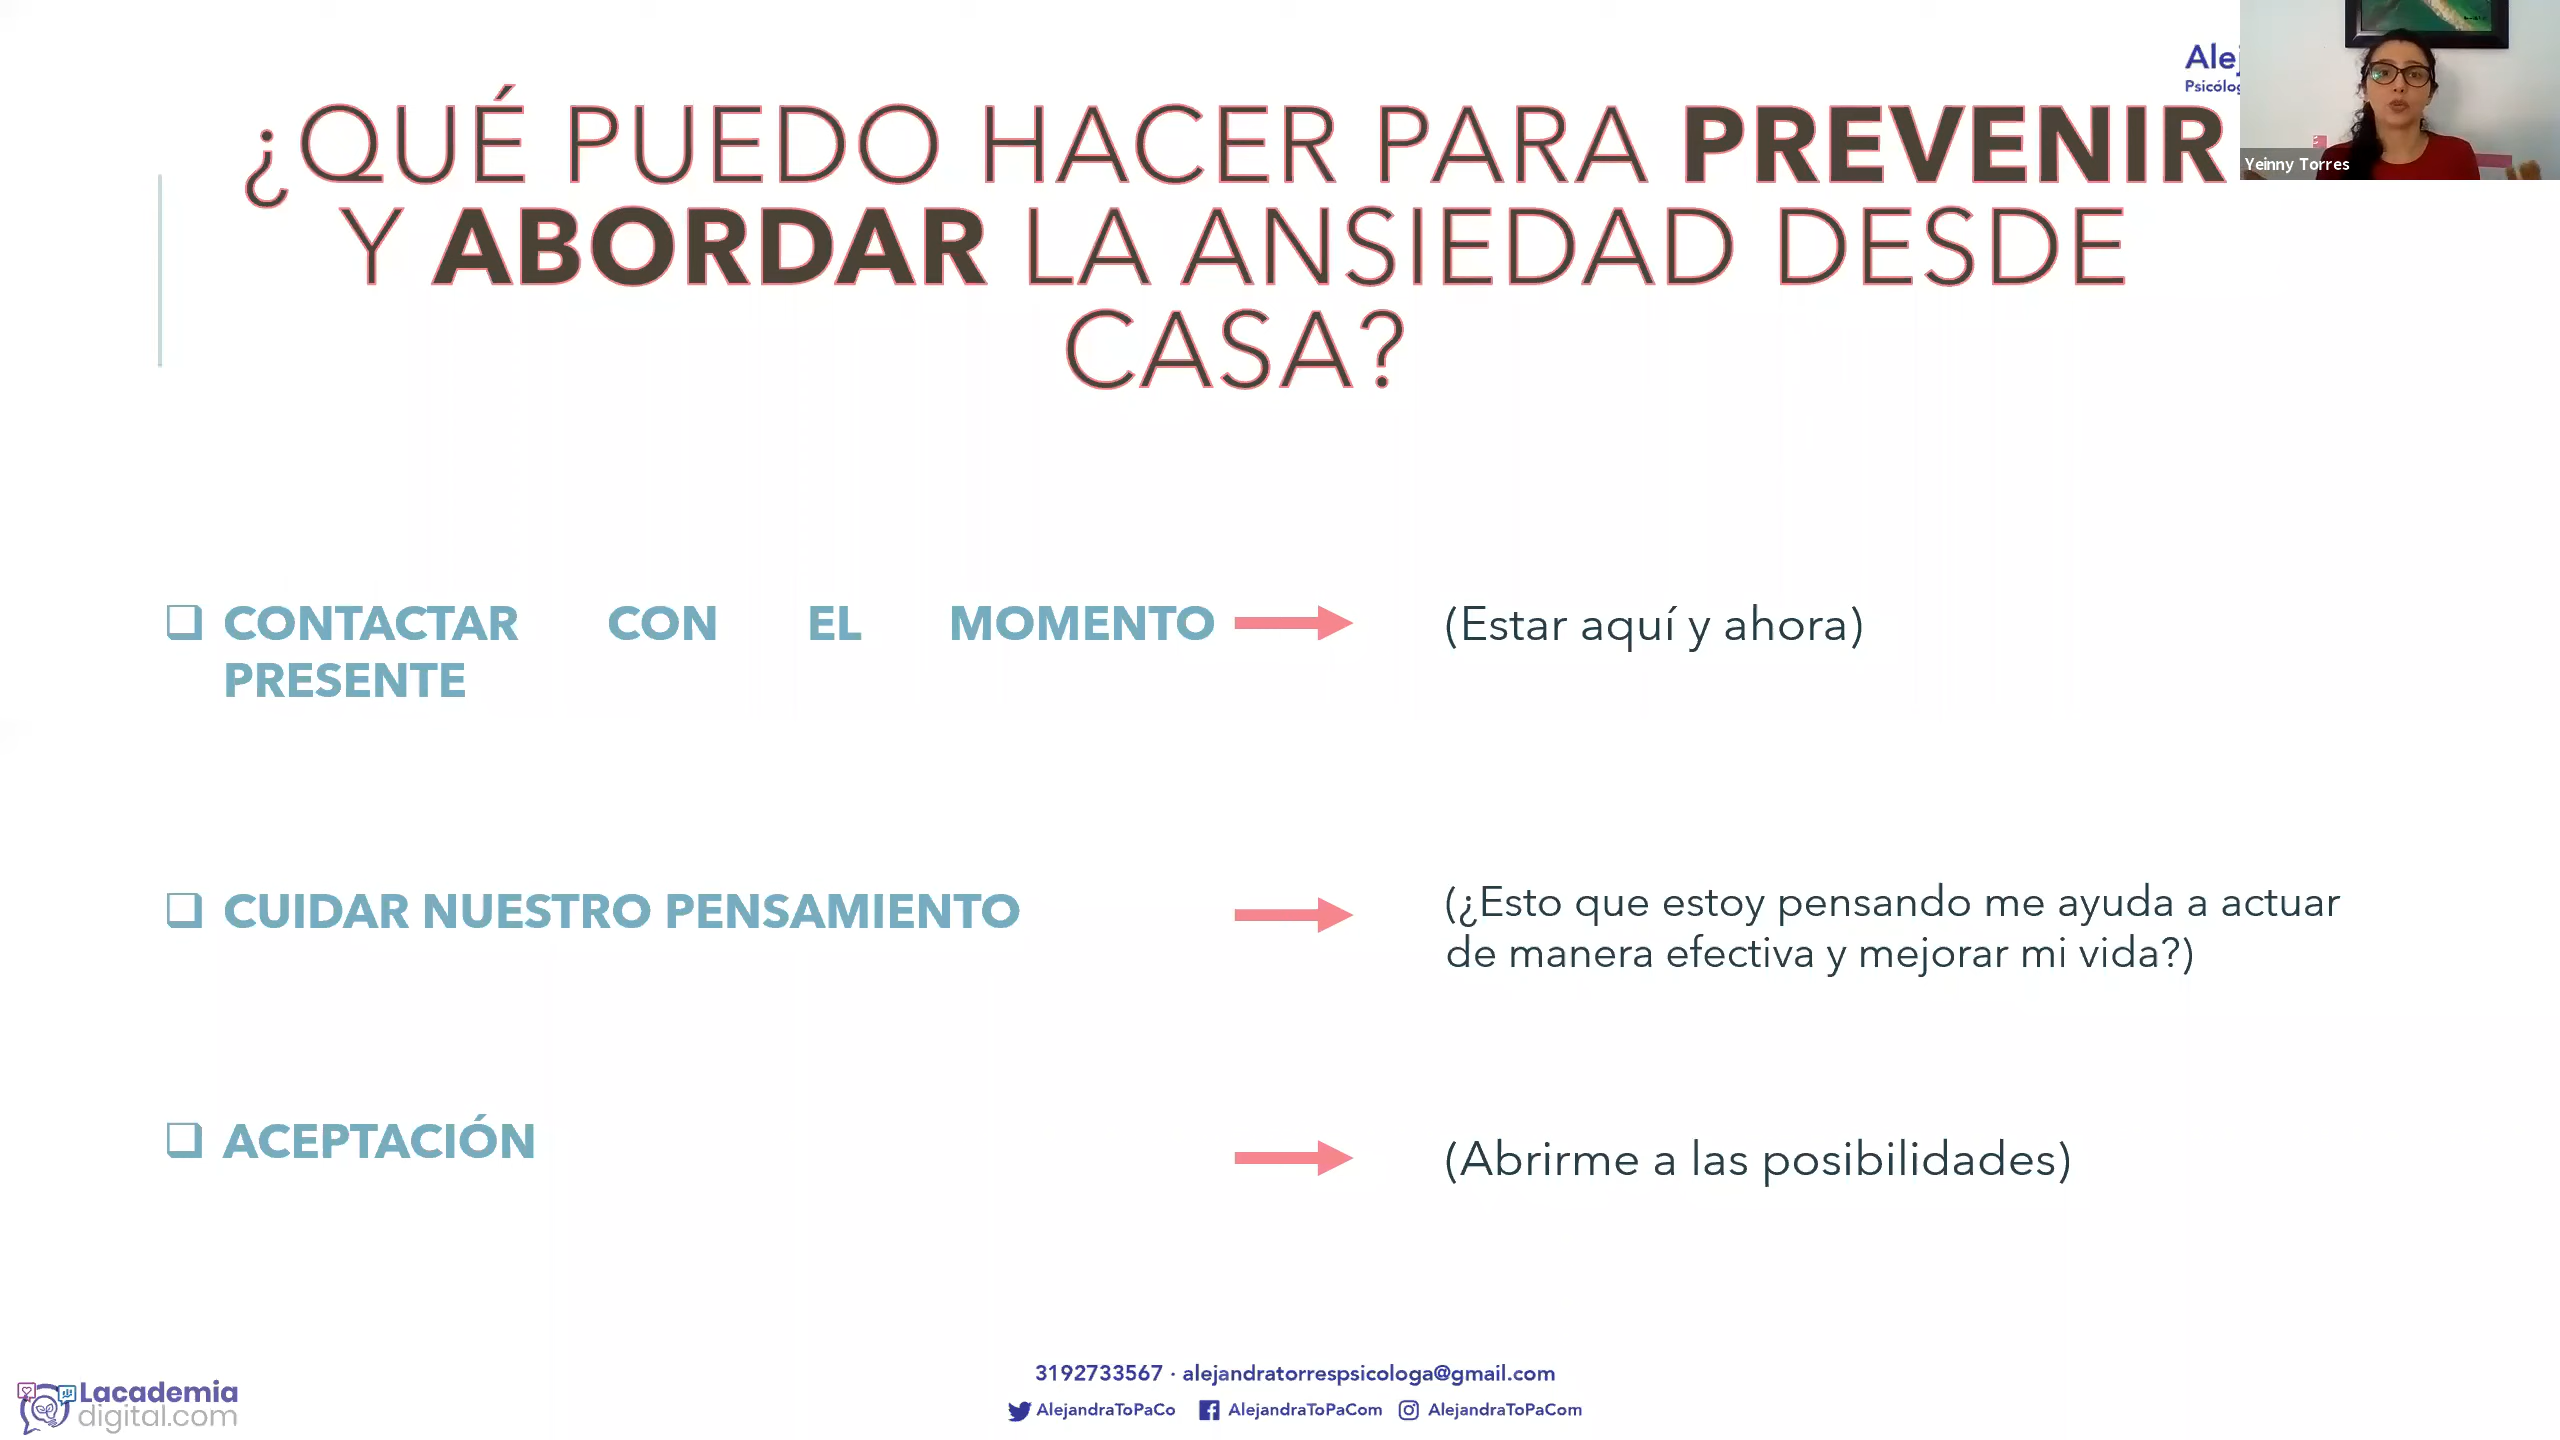 Ale
Psicólog
¿QUÉ PUEDO HACER PARA PREVENIR
Y ABORDAR LA ANSIEDAD DESDE
CASA?
Yeinny Torres
CONTACTAR CON EL MOMENTO
PRESENTE
(Estar aquí y ahora)
CUIDAR NUESTRO PENSAMIENTO
(¿Esto que estoy pensando me ayuda a actuar
de manera efectiva y mejorar mi vida?)
ACEPTACIÓN
(Abrirme a las posibilidades)
3192733567 · alejandratorrespsicologa@gmail.com
AlejandraToPaCo AlejandraToPaCom AlejandraToPaCom
Lacademia
digital.com